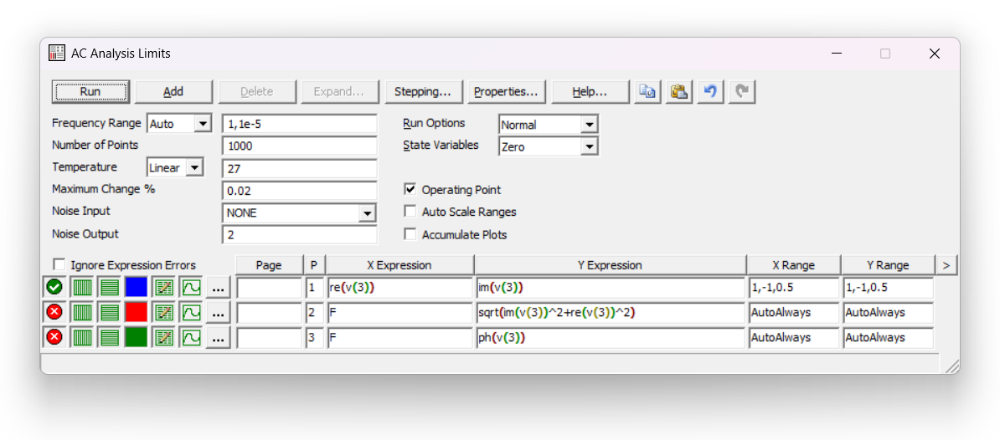 AC Analysis Limits
Run Add Delete Expand... Stepping... Properties... Help...
Frequency Range Auto 1,1e-5 Run Options Normal
Number of Points 1000 State Variables Zero
Temperature Linear 27
Maximum Change % 0.02 Operating Point
Noise Input NONE Auto Scale Ranges
Noise Output 2 Accumulate Plots
Ignore Expression Errors Page P X Expression Y Expression X Range Y Range >
... 1 re(v(3)) im(v(3)) 1,-1,0.5 1,-1,0.5
... 2 F sqrt(im(v(3))^2+re(v(3))^2) AutoAlways AutoAlways
... 3 F ph(v(3)) AutoAlways AutoAlways